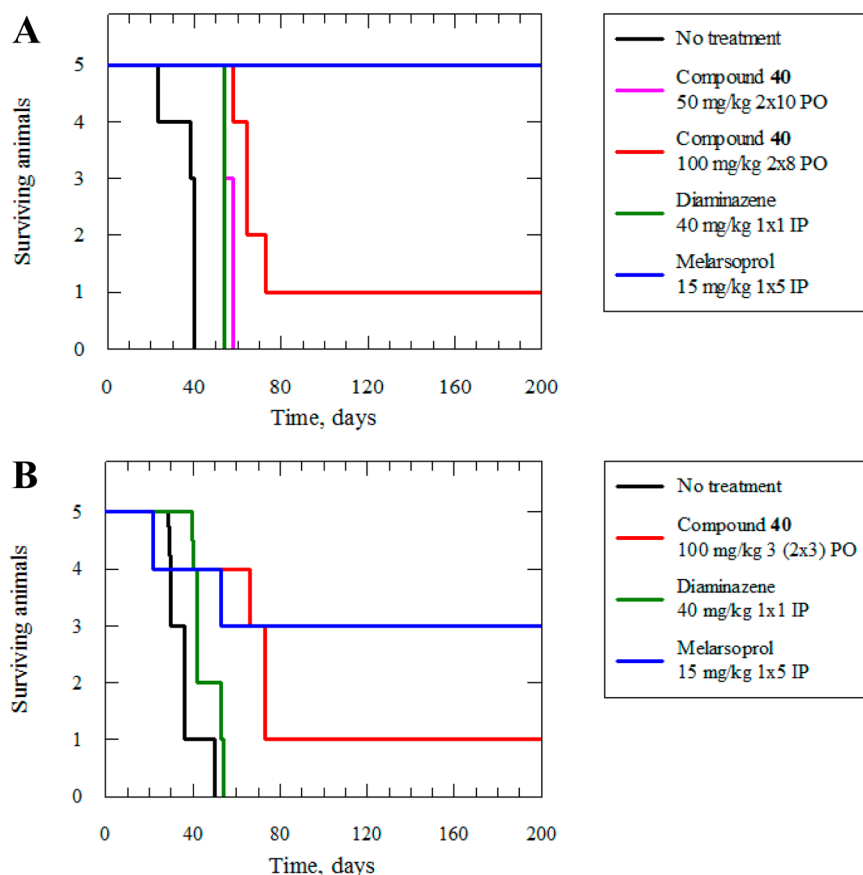 A
Surviving animals
5
4
3
2
1
0
0 40 80 120 160 200
Time, days
No treatment
Compound 40
50 mg/kg 2x10 PO
Compound 40
100 mg/kg 2x8 PO
Diaminazene
40 mg/kg 1x1 IP
Melarsoprol
15 mg/kg 1x5 IP
B
Surviving animals
5
4
3
2
1
0
0 40 80 120 160 200
Time, days
No treatment
Compound 40
100 mg/kg 3 (2x3) PO
Diaminazene
40 mg/kg 1x1 IP
Melarsoprol
15 mg/kg 1x5 IP